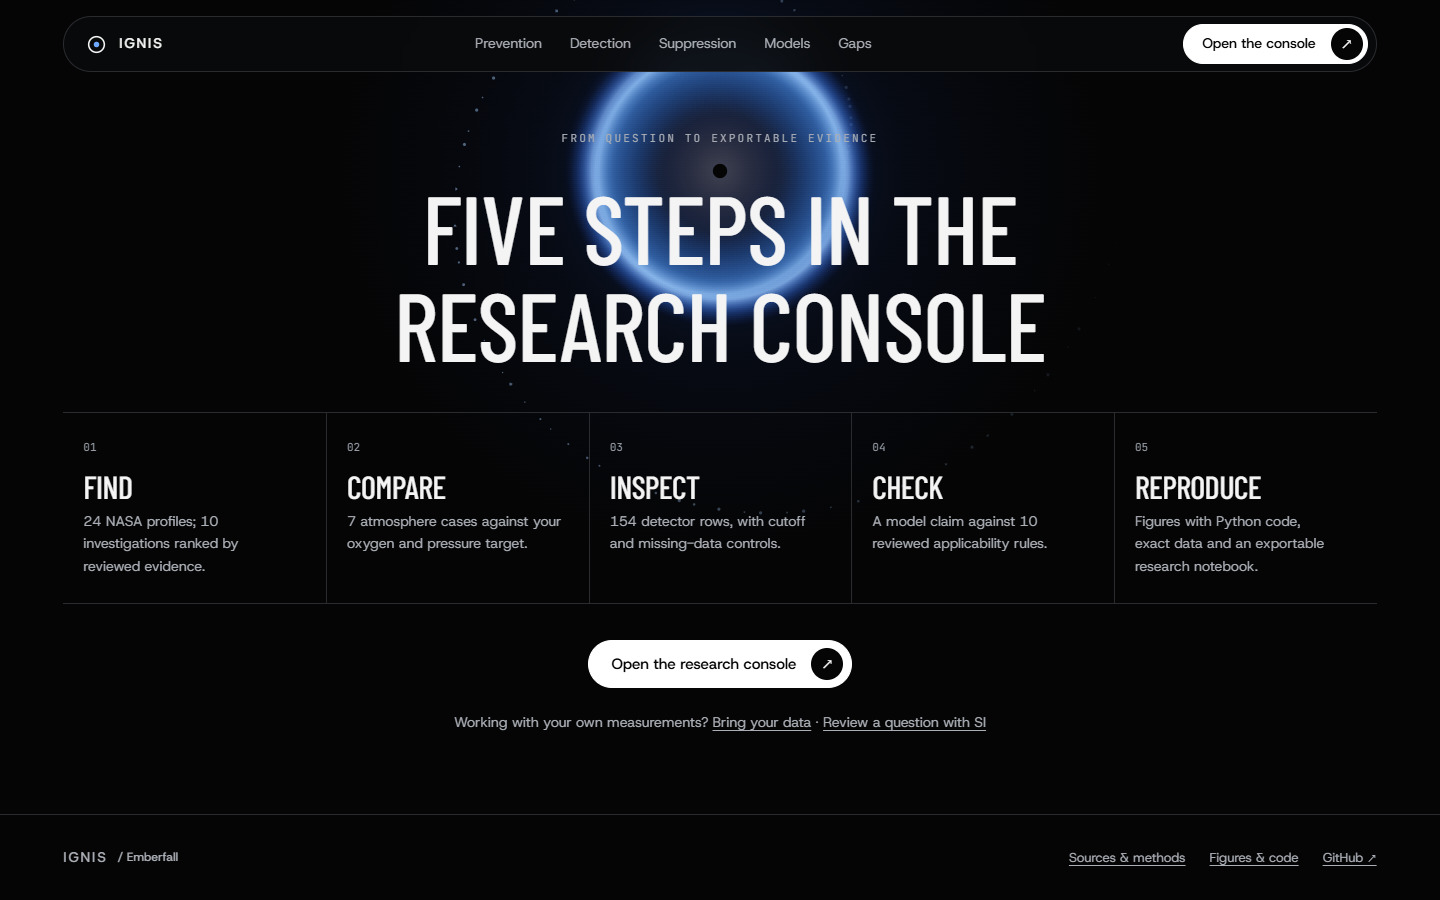 IGNIS
Prevention Detection Suppression Models Gaps
Open the console ↗
FROM QUESTION TO EXPORTABLE EVIDENCE
FIVE STEPS IN THE
RESEARCH CONSOLE
01
FIND
24 NASA profiles; 10
investigations ranked by
reviewed evidence.
02
COMPARE
7 atmosphere cases against your
oxygen and pressure target.
03
INSPECT
154 detector rows, with cutoff
and missing-data controls.
04
CHECK
A model claim against 10
reviewed applicability rules.
05
REPRODUCE
Figures with Python code,
exact data and an exportable
research notebook.
Open the research console ↗
Working with your own measurements? Bring your data · Review a question with SI
IGNIS / Emberfall
Sources & methods Figures & code GitHub ↗